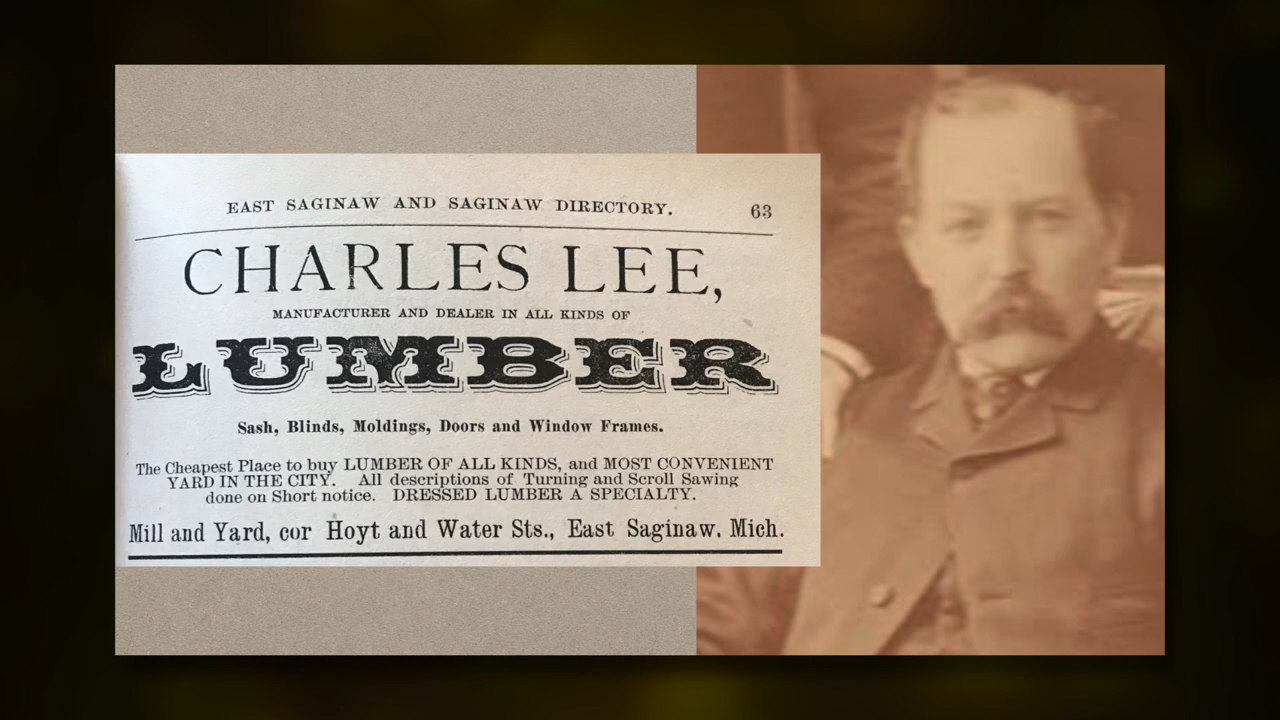 EAST SAGINAW AND SAGINAW DIRECTORY. 63
CHARLES LEE,
MANUFACTURER AND DEALER IN ALL KINDS OF
LUMBER
Sash, Blinds, Moldings, Doors and Window Frames.
The Cheapest Place to buy LUMBER OF ALL KINDS, and MOST CONVENIENT
YARD IN THE CITY. All descriptions of Turning and Scroll Sawing
done on Short notice. DRESSED LUMBER A SPECIALTY.
Mill and Yard, cor Hoyt and Water Sts., East Saginaw. Mich.